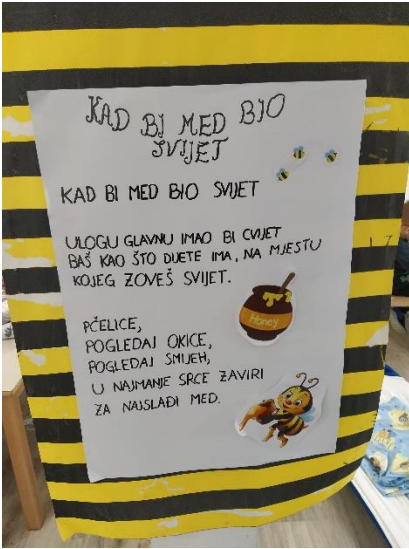 KAD BI MED BIO
SVIJET
KAD BI MED BIO SVIJET
ULOGU GLAVNU IMAO BI CVIJET
BAŠ KAO ŠTO DIJETE IMA, NA MJESTU
KOJEG ZOVEŠ SVIJET.
Honey
PČELICE,
POGLEDAJ OKICE,
POGLEDAJ SMIJEH,
U NAJMANJE SRCE ZAVIRI
ZA NAJSLAĐI MED.